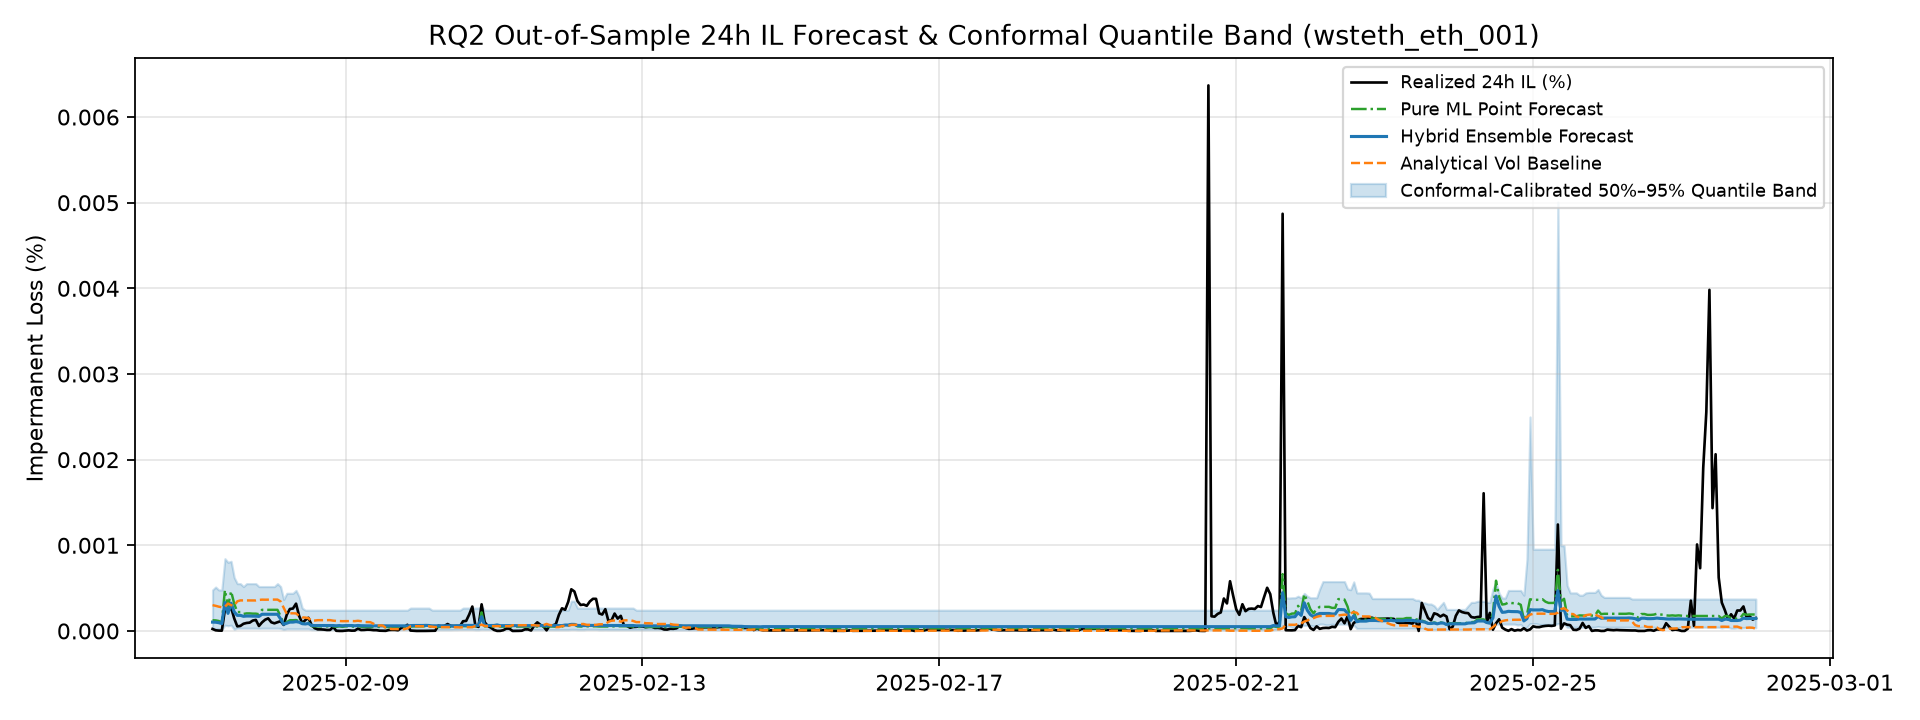 RQ2 Out-of-Sample 24h IL Forecast & Conformal Quantile Band (wsteth_eth_001)
Impermanent Loss (%)
0.006
0.005
0.004
0.003
0.002
0.001
0.000
Realized 24h IL (%)
Pure ML Point Forecast
Hybrid Ensemble Forecast
Analytical Vol Baseline
Conformal-Calibrated 50%–95% Quantile Band
2025-02-09
2025-02-13
2025-02-17
2025-02-21
2025-02-25
2025-03-01